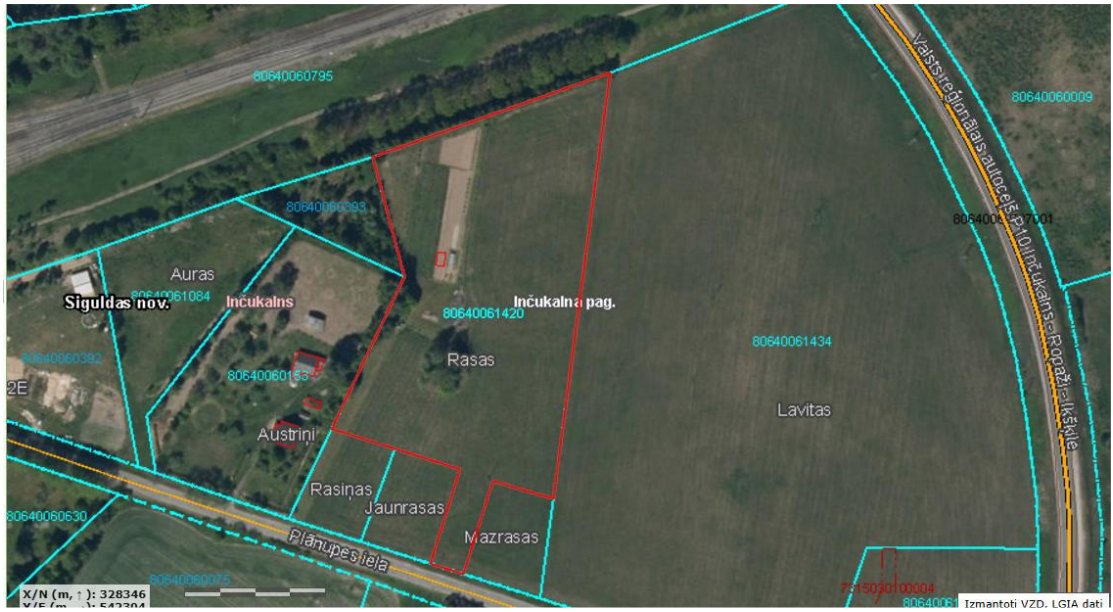 80640060795
Valsts reģionālais autoceļš P10 Inčukalns - Ropaži - Ikšķile
80640060009
80640060393
Auras
80640061084
Siguldas nov.
Inčukalns
Inčukalna pag.
80640061420
80640061434
80640060392
Rasas
80640060153
2E
Lavitas
Austriņi
Rasiņas
Jaunrasas
Mazrasas
80640060630
Plānupes iela
80640060075
7315030100004
X/N (m, ↑ ): 328346
Izmantoti VZD, LGIA dati